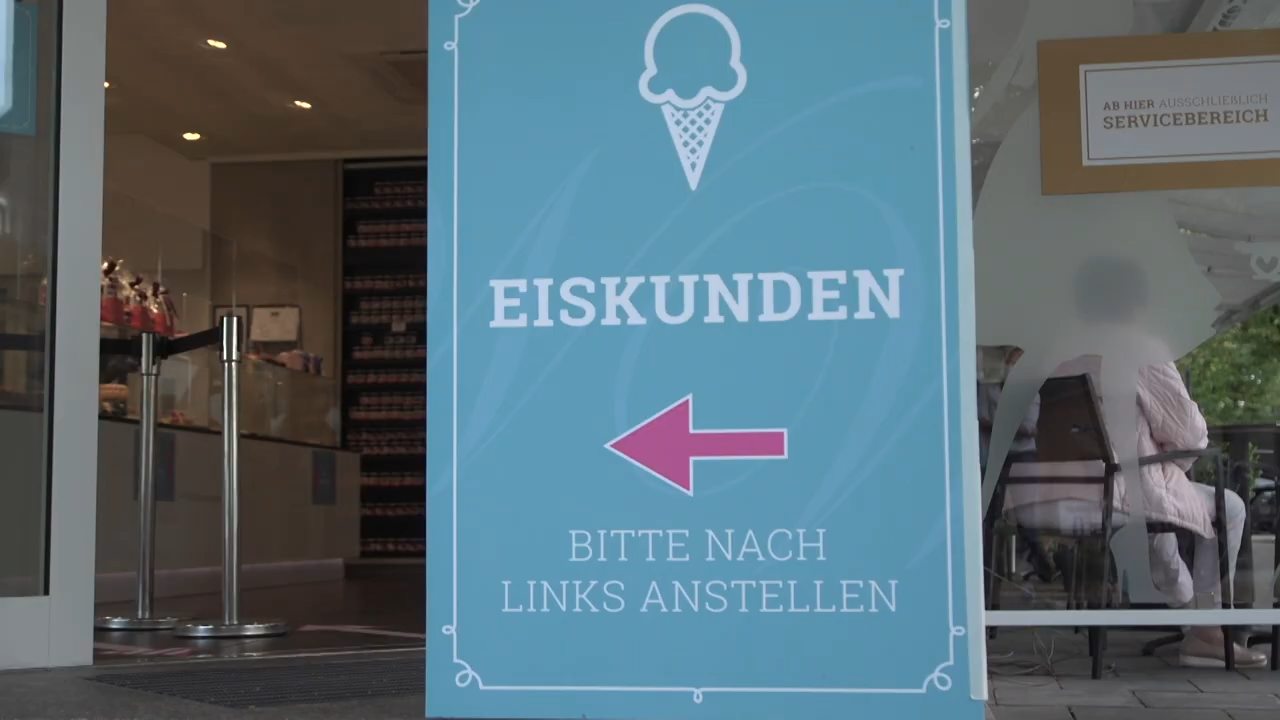 EISKUNDEN
BITTE NACH
LINKS ANSTELLEN
AB HIER AUSSCHLIEßLICH
SERVICEBEREICH